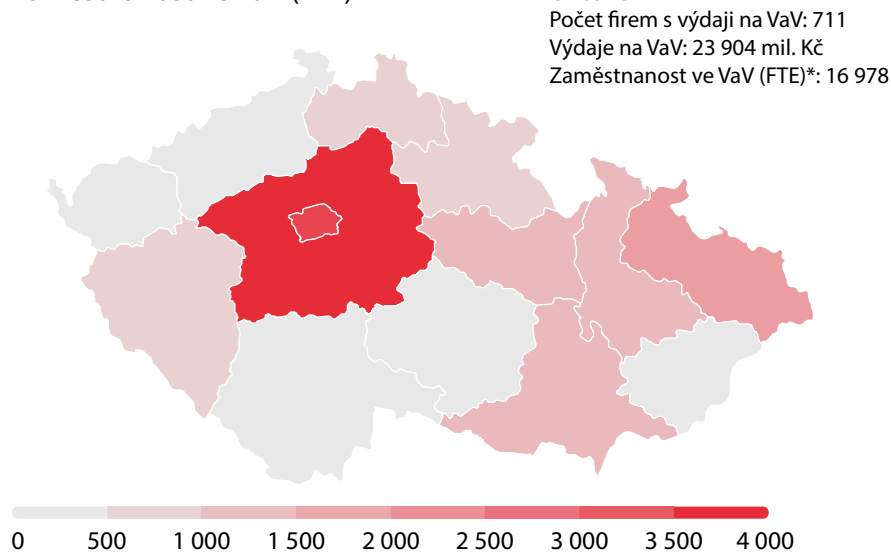 Počet firem s výdaji na VaV: 711
Výdaje na VaV: 23 904 mil. Kč
Zaměstnanost ve VaV (FTE)*: 16 978
0 500 1 000 1 500 2 000 2 500 3 000 3 500 4 000